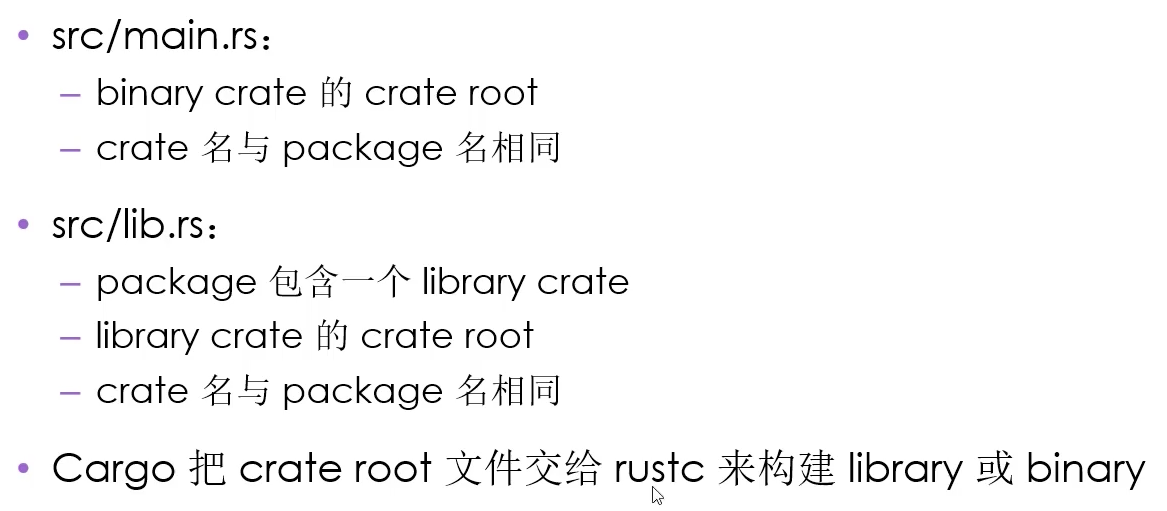 • src/main.rs：
– binary crate 的 crate root
– crate 名与 package 名相同
• src/lib.rs：
– package 包含一个 library crate
– library crate 的 crate root
– crate 名与 package 名相同
• Cargo 把 crate root 文件交给 rustc 来构建 library 或 binary